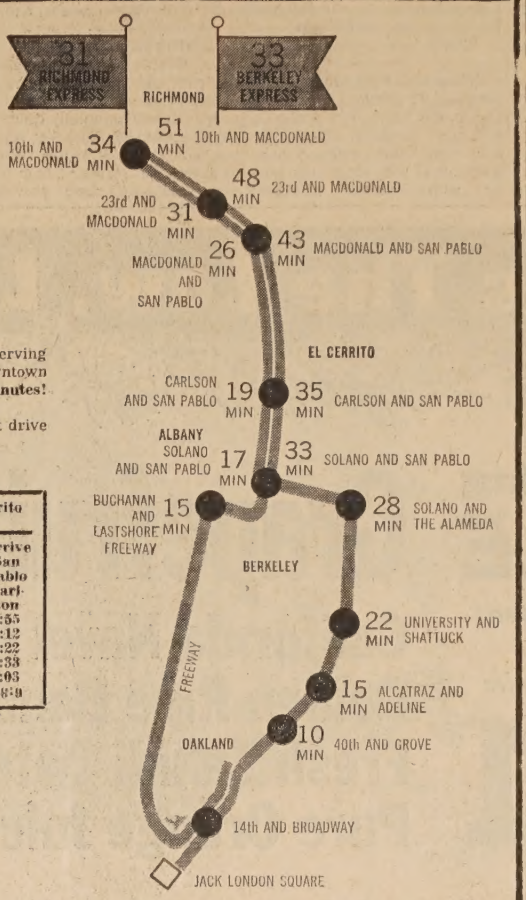 31
RICHMOND
EXPRESS
33
BERKELEY
EXPRESS
RICHMOND
10th AND
MACDONALD
34
MIN
51
MIN
10th AND MACDONALD
23rd AND
MACDONALD
31
MIN
48
MIN
23rd AND MACDONALD
MACDONALD
AND
SAN PABLO
26
MIN
43
MIN
MACDONALD AND SAN PABLO
EL CERRITO
erving
ntown
nutes!
drive
CARLSON
AND SAN PABLO
19
MIN
35
MIN
CARLSON AND SAN PABLO
ALBANY
SOLANO
AND SAN PABLO
17
MIN
33
MIN
SOLANO AND SAN PABLO
BUCHANAN
AND
EASTSHORE
FREEWAY
15
MIN
28
MIN
SOLANO AND
THE ALAMEDA
rito
rrive
San
ablo
arl-
on
:55
:12
:22
:33
:03
BERKELEY
22
MIN
UNIVERSITY AND
SHATTUCK
FREEWAY
15
MIN
ALCATRAZ AND
ADELINE
OAKLAND
10
MIN
40th AND GROVE
14th AND BROADWAY
JACK LONDON SQUARE